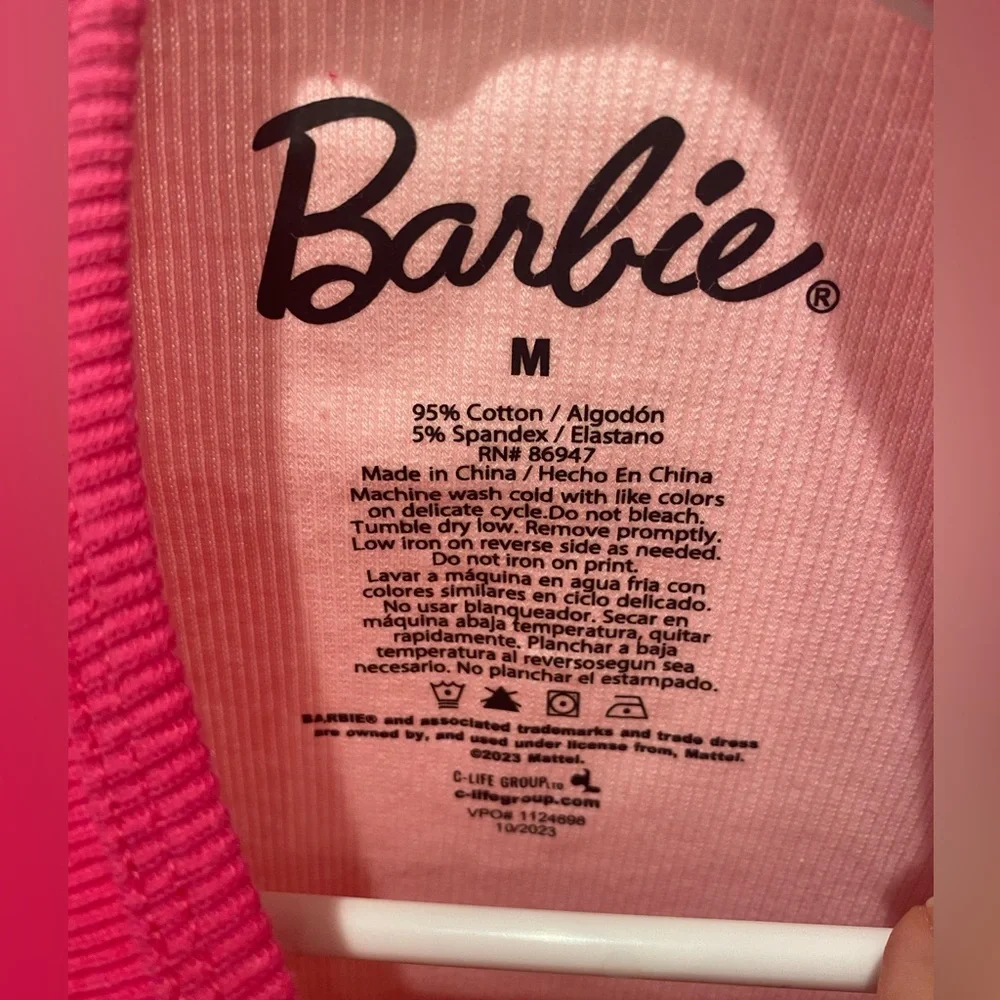 Barbie®
M
95% Cotton / Algodón
5% Spandex / Elastano
RN# 86947
Made in China / Hecho En China
Machine wash cold with like colors
on delicate cycle.Do not bleach.
Tumble dry low. Remove promptly.
Low iron on reverse side as needed.
Do not iron on print.
Lavar a máquina en agua fria con
colores similares en ciclo delicado.
No usar blanqueador. Secar en
máquina abaja temperatura, quitar
rapidamente. Planchar a baja
temperatura al reversosegun sea
necesario. No planchar el estampado.
BARBIE® and associated trademarks and trade dress
are owned by, and used under license from, Mattel.
©2023 Mattel.
C-LIFE GROUP LTD
c-lifegroup.com
VPO# 1124698
10/2023